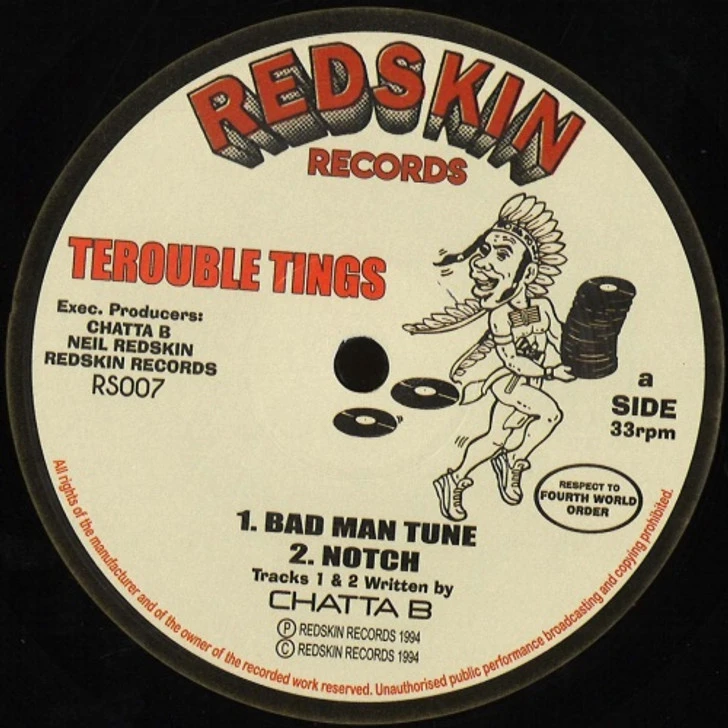 REDSKIN
RECORDS
TEROUBLE TINGS
Exec. Producers:
CHATTA B
NEIL REDSKIN
REDSKIN RECORDS
RS007
a
SIDE
33rpm
RESPECT TO
FOURTH WORLD
ORDER
1. BAD MAN TUNE
2. NOTCH
Tracks 1 & 2 Written by
CHATTA B
Ⓟ REDSKIN RECORDS 1994
Ⓒ REDSKIN RECORDS 1994
All rights of the manufacturer and of the owner of the recorded work reserved. Unauthorised public performance broadcasting and copying prohibited.